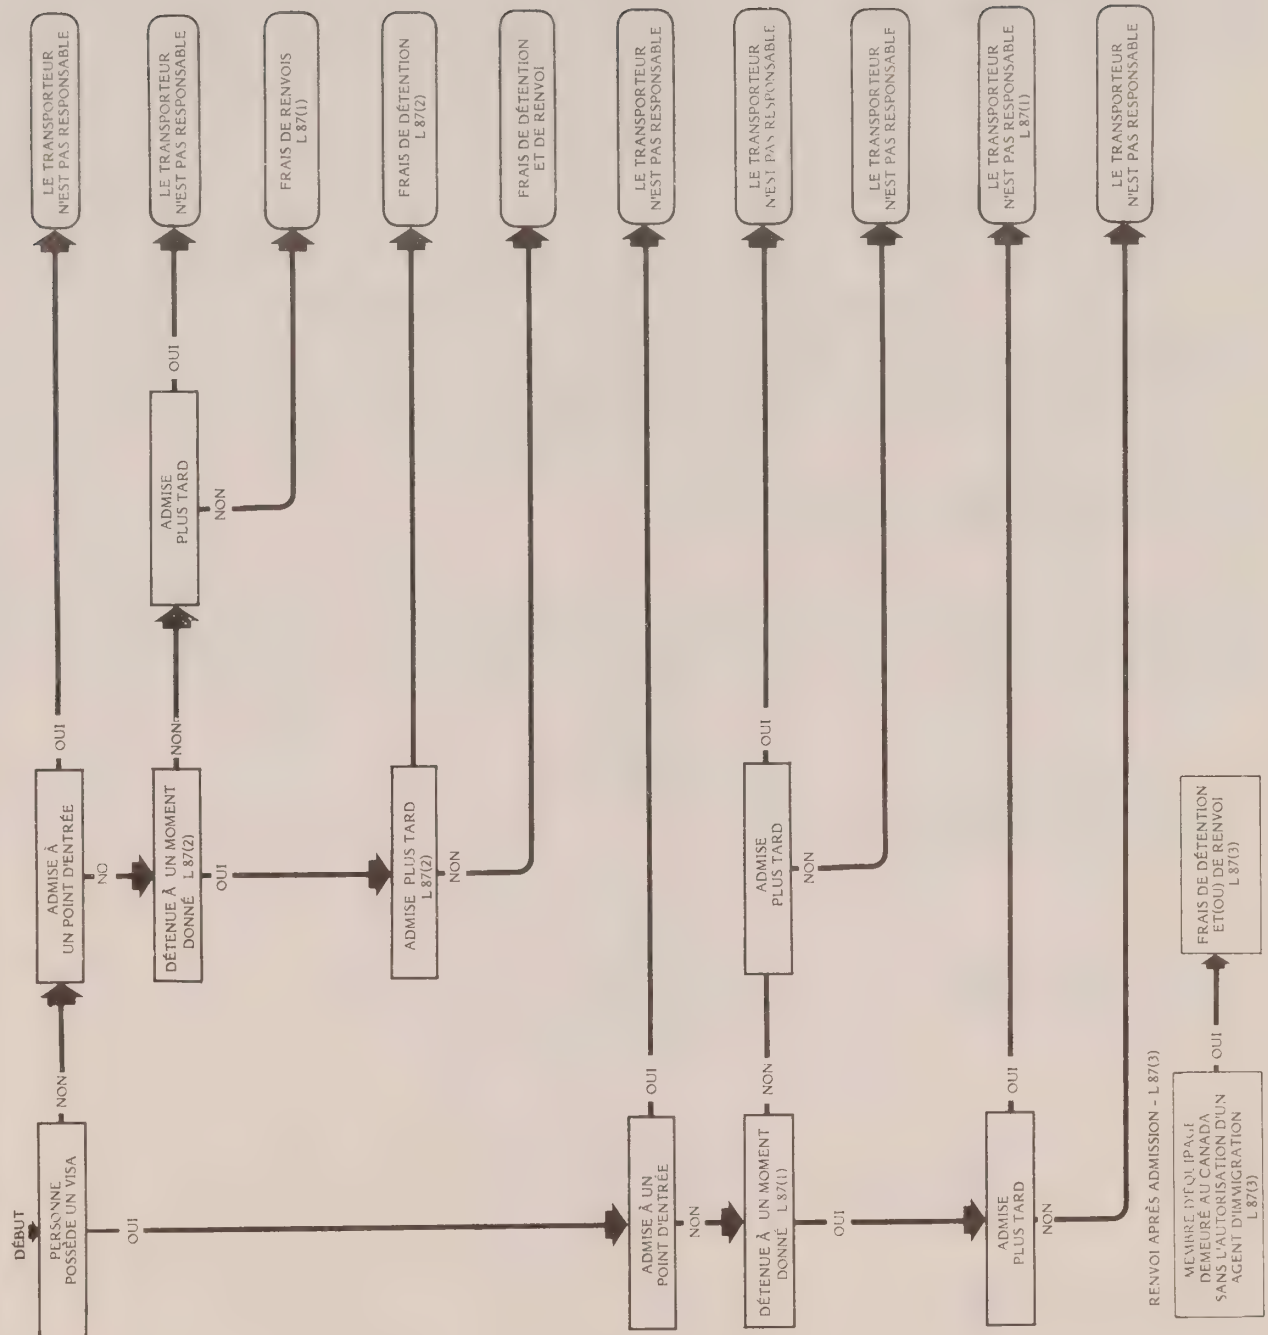 DÉBUT
PERSONNE
POSSÈDE UN VISA
NON
OUI
ADMISE À
UN POINT D'ENTRÉE
OUI
NO
LE TRANSPORTEUR
N'EST PAS RESPONSABLE
DÉTENUE À UN MOMENT
DONNÉ L 87(2)
NON
OUI
ADMISE
PLUS TARD
OUI
NON
LE TRANSPORTEUR
N'EST PAS RESPONSABLE
FRAIS DE RENVOIS
L 87(1)
ADMISE PLUS TARD
L 87(2)
NON
FRAIS DE DÉTENTION
L 87(2)
FRAIS DE DÉTENTION
ET DE RENVOI
ADMISE À UN
POINT D'ENTRÉE
OUI
NON
LE TRANSPORTEUR
N'EST PAS RESPONSABLE
DÉTENUE À UN MOMENT
DONNÉ L 87(1)
NON
OUI
ADMISE
PLUS TARD
OUI
NON
LE TRANSPORTEUR
N'EST PAS RESPONSABLE
L 87(1)
LE TRANSPORTEUR
N'EST PAS RESPONSABLE
ADMISE
PLUS TARD
OUI
NON
LE TRANSPORTEUR
N'EST PAS RESPONSABLE
L 87(1)
LE TRANSPORTEUR
N'EST PAS RESPONSABLE
RENVOI APRÈS ADMISSION - L 87(3)
MEMBRE D'ÉQUIPAGE
DEMEURÉ AU CANADA
SANS L'AUTORISATION D'UN
AGENT D'IMMIGRATION
L 87(3)
OUI
FRAIS DE DÉTENTION
ET(OU) DE RENVOI
L 87(3)